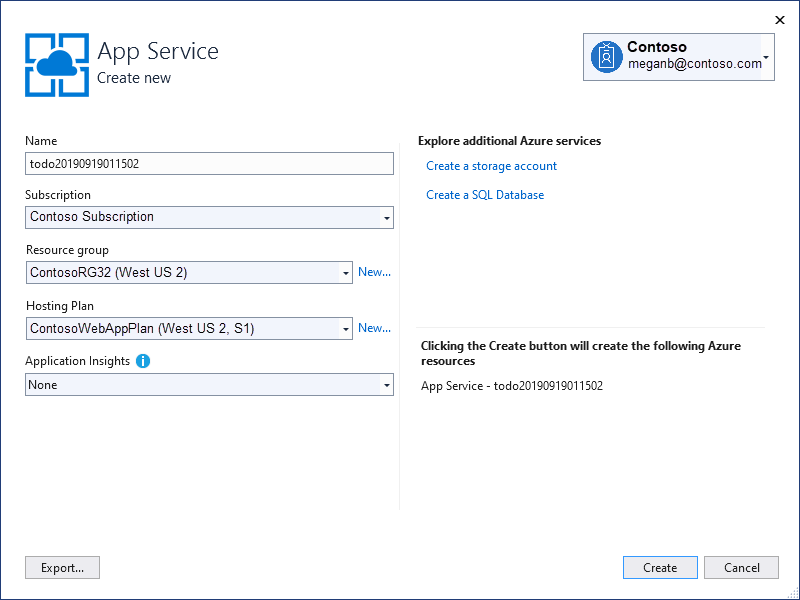 App Service
Create new
Contoso
meganb@contoso.com
Name
todo20190919011502
Subscription
Contoso Subscription
Resource group
ContosoRG32 (West US 2)
New...
Hosting Plan
ContosoWebAppPlan (West US 2, S1)
New...
Application Insights
None
Explore additional Azure services
Create a storage account
Create a SQL Database
Clicking the Create button will create the following Azure
resources
App Service - todo20190919011502
Export...
Create
Cancel